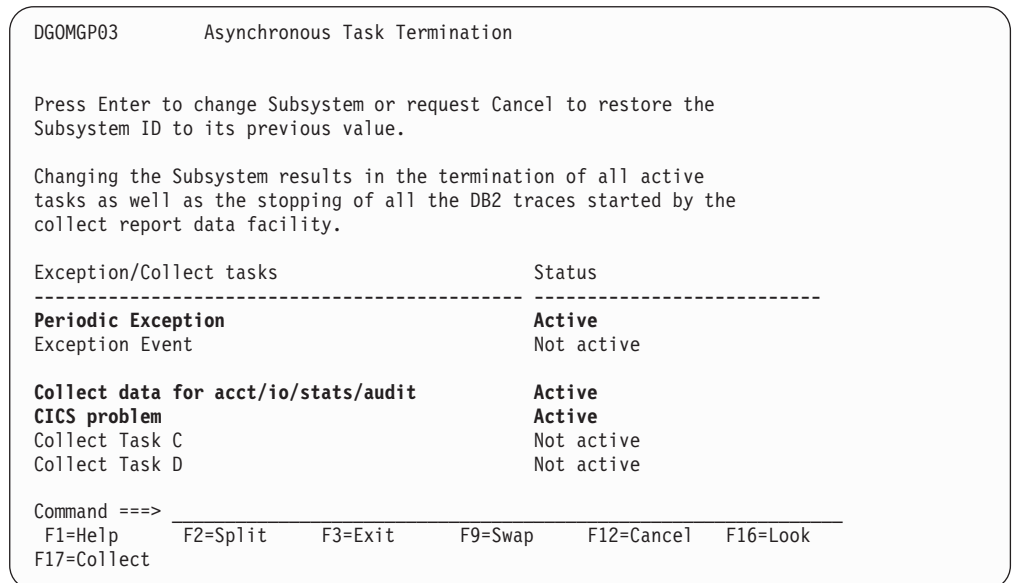 DGOMGP03 Asynchronous Task Termination
Press Enter to change Subsystem or request Cancel to restore the
Subsystem ID to its previous value.
Changing the Subsystem results in the termination of all active
tasks as well as the stopping of all the DB2 traces started by the
collect report data facility.
Exception/Collect tasks Status
---------------------------------------------- ---------------------------
Periodic Exception Active
Exception Event Not active
Collect data for acct/io/stats/audit Active
CICS problem Active
Collect Task C Not active
Collect Task D Not active
Command ===> _______________________________________________________________
F1=Help F2=Split F3=Exit F9=Swap F12=Cancel F16=Look
F17=Collect